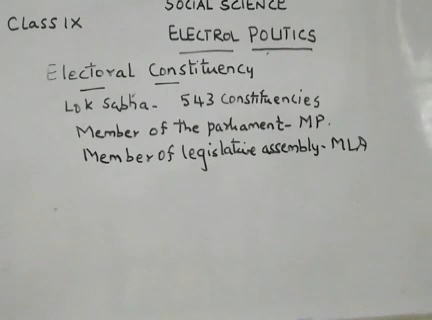 SOCIAL SCIENCE
Class IX
ELECTROL POLITICS
Electoral Constituency
Lok Sabha- 543 Constituencies
Member of the parliament- MP.
Member of legislative assembly- MLA